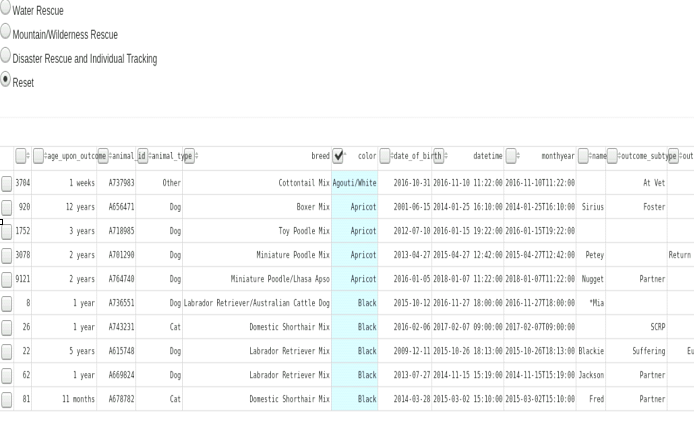 Water Rescue
Mountain/Wilderness Rescue
Disaster Rescue and Individual Tracking
Reset
age_upon_outcome animal_id animal_type breed color date_of_birth datetime monthyear name outcome_subtype out
3704 1 weeks A737983 Other Cottontail Mix Agouti/White 2016-10-31 2016-11-10 11:22:00 2016-11-10T11:22:00 At Vet
920 12 years A656471 Dog Boxer Mix Apricot 2001-06-15 2014-01-25 16:10:00 2014-01-25T16:10:00 Sirius Foster
1752 3 years A718985 Dog Toy Poodle Mix Apricot 2012-07-10 2016-01-15 19:22:00 2016-01-15T19:22:00
3078 2 years A701290 Dog Miniature Poodle Mix Apricot 2013-04-27 2015-04-27 12:42:00 2015-04-27T12:42:00 Petey Return
9121 2 years A764740 Dog Miniature Poodle/Lhasa Apso Apricot 2016-01-05 2018-01-07 11:22:00 2018-01-07T11:22:00 Nugget Partner
8 1 year A736551 Dog Labrador Retriever/Australian Cattle Dog Black 2015-10-12 2016-11-27 18:00:00 2016-11-27T18:00:00 *Mia
26 1 year A743231 Cat Domestic Shorthair Mix Black 2016-02-06 2017-02-07 09:00:00 2017-02-07T09:00:00 SCRP
22 5 years A615748 Dog Labrador Retriever Mix Black 2009-12-11 2015-10-26 18:13:00 2015-10-26T18:13:00 Blackie Suffering Eu
62 1 year A669824 Dog Labrador Retriever Mix Black 2013-07-27 2014-11-15 15:19:00 2014-11-15T15:19:00 Jackson Partner
81 11 months A678782 Cat Domestic Shorthair Mix Black 2014-03-28 2015-03-02 15:10:00 2015-03-02T15:10:00 Fred Partner